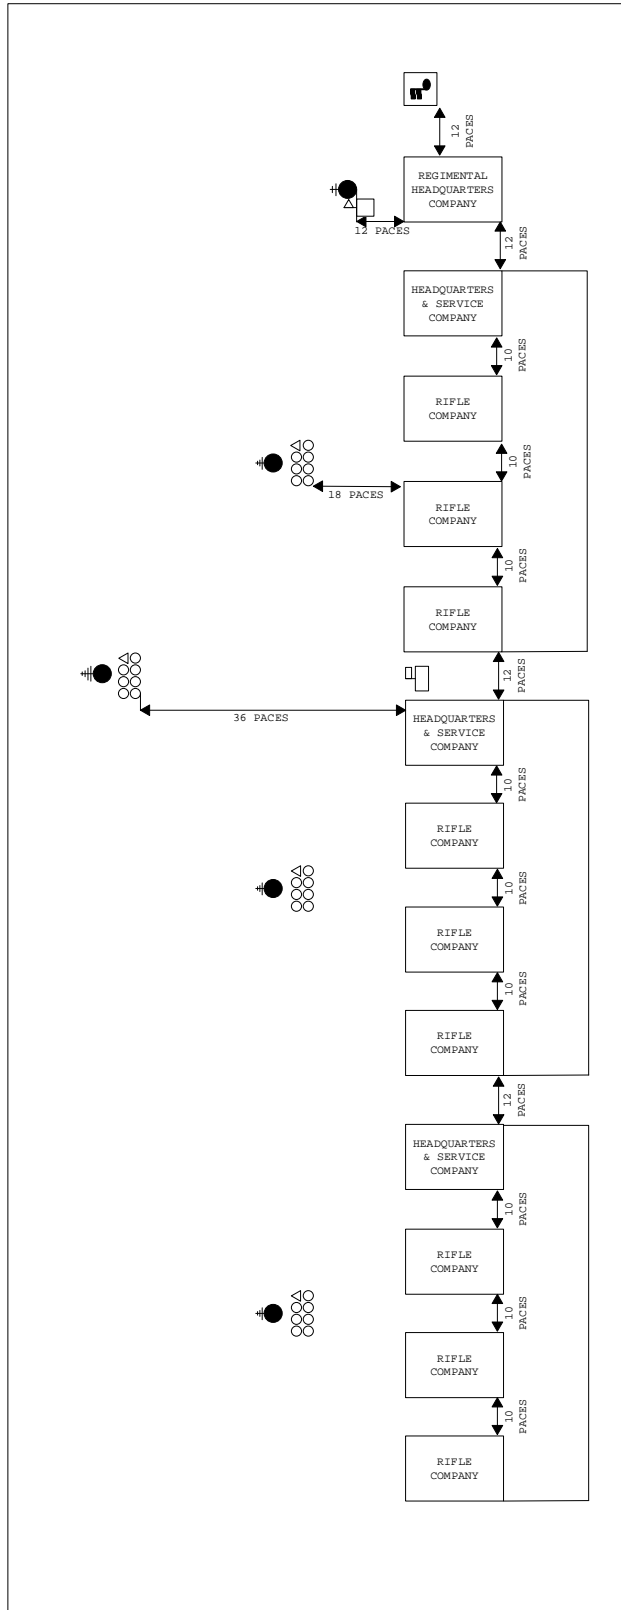 12
PACES
REGIMENTAL
HEADQUARTERS
COMPANY
12 PACES
12
PACES
HEADQUARTERS
& SERVICE
COMPANY
10
PACES
RIFLE
COMPANY
10
PACES
18 PACES
RIFLE
COMPANY
10
PACES
RIFLE
COMPANY
12
PACES
36 PACES
HEADQUARTERS
& SERVICE
COMPANY
10
PACES
RIFLE
COMPANY
10
PACES
RIFLE
COMPANY
10
PACES
RIFLE
COMPANY
12
PACES
HEADQUARTERS
& SERVICE
COMPANY
10
PACES
RIFLE
COMPANY
10
PACES
RIFLE
COMPANY
10
PACES
RIFLE
COMPANY